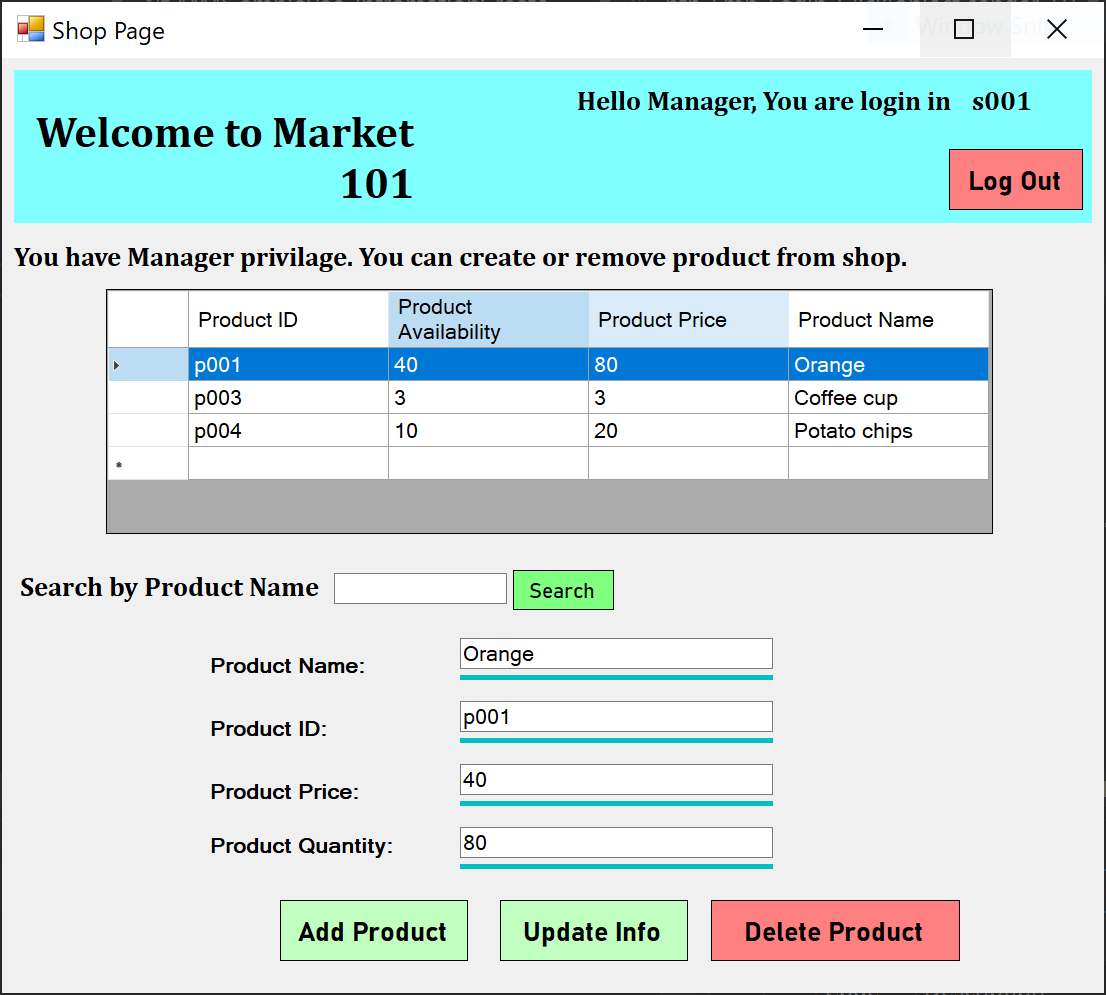 Shop Page
Hello Manager, You are login in s001
Welcome to Market
101
Log Out
You have Manager privilage. You can create or remove product from shop.
Product ID Product Availability Product Price Product Name
p001 40 80 Orange
p003 3 3 Coffee cup
p004 10 20 Potato chips
Search by Product Name Search
Product Name: Orange
Product ID: p001
Product Price: 40
Product Quantity: 80
Add Product Update Info Delete Product